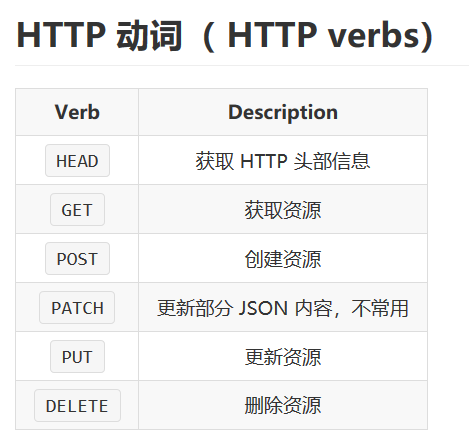 HTTP 动词（ HTTP verbs）
Verb Description
HEAD 获取 HTTP 头部信息
GET 获取资源
POST 创建资源
PATCH 更新部分 JSON 内容，不常用
PUT 更新资源
DELETE 删除资源